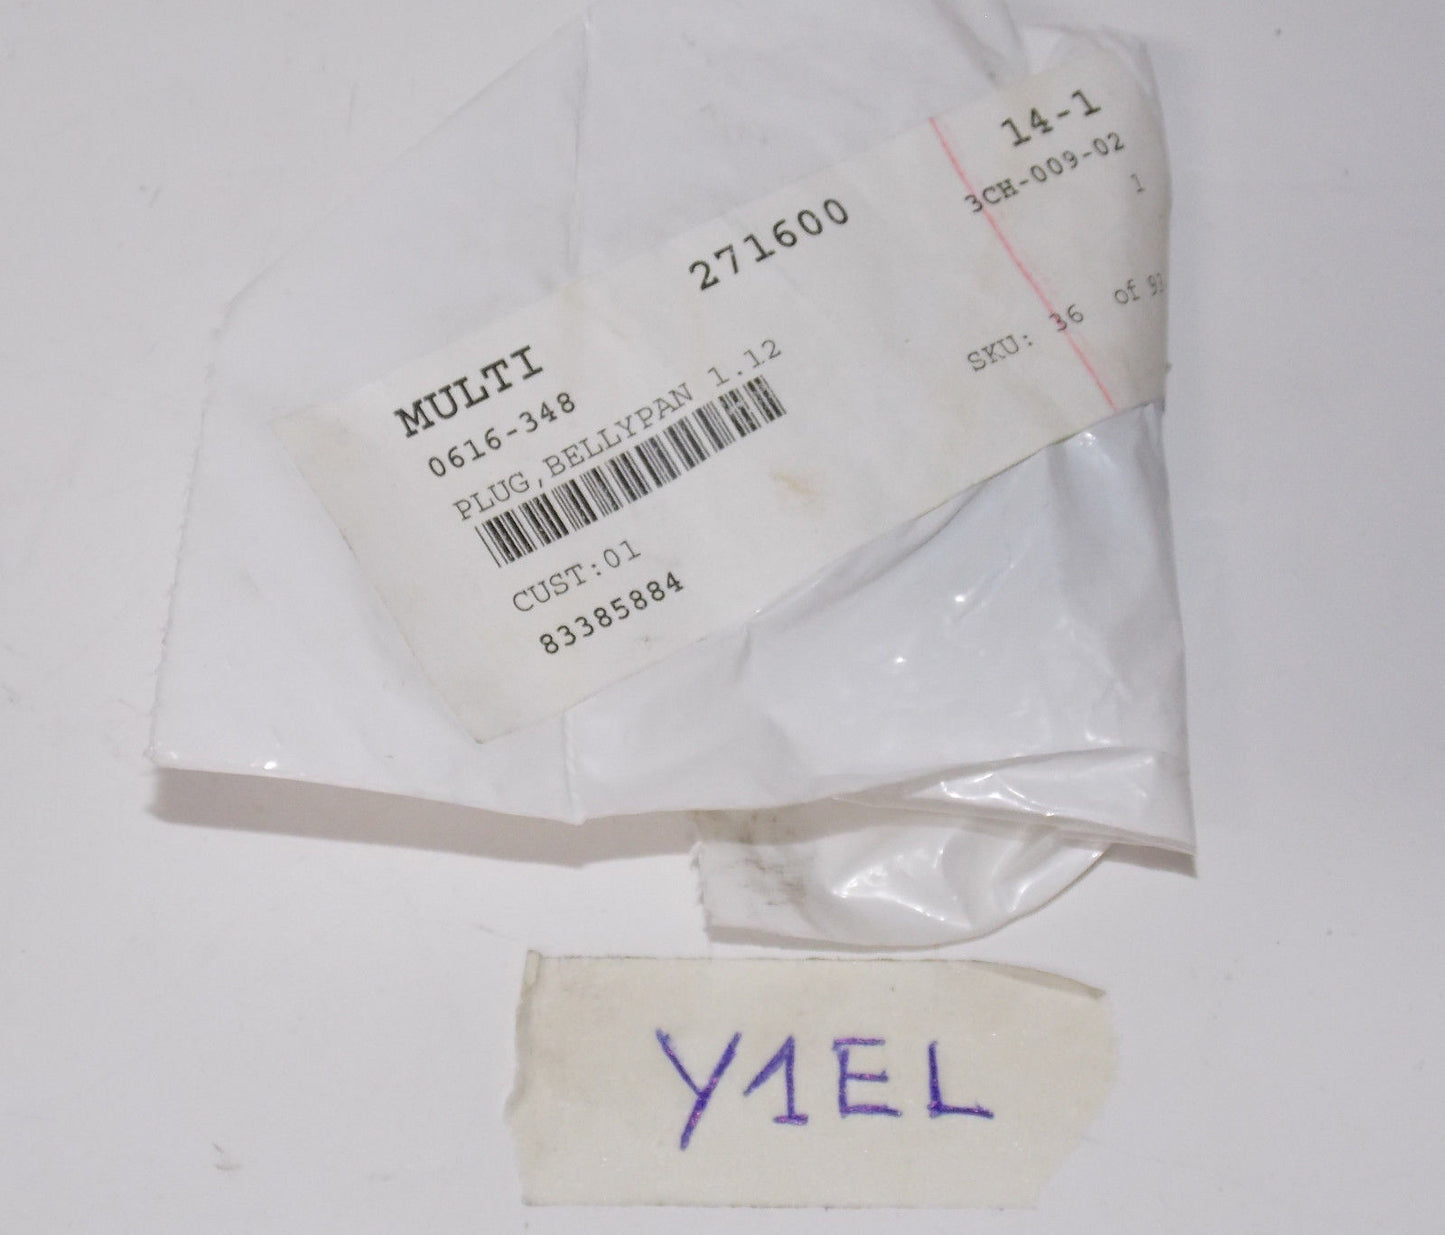 14-1
3CH-009-02
1
271600
SKU: 36 of
MULTI
0616-348
PLUG,BELLYPAN 1.12
CUST:01
83385884
Y1EL